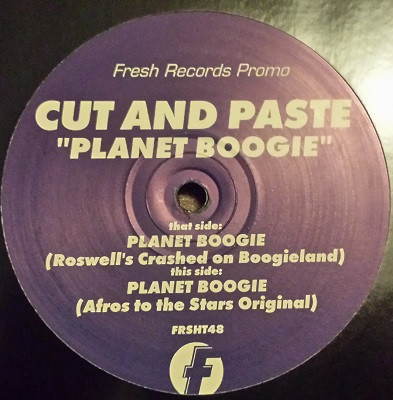 Fresh Records Promo
CUT AND PASTE
"PLANET BOOGIE"
that side:
PLANET BOOGIE
(Roswell's Crashed on Boogieland)
this side:
PLANET BOOGIE
(Afros to the Stars Original)
FRSHT48
f